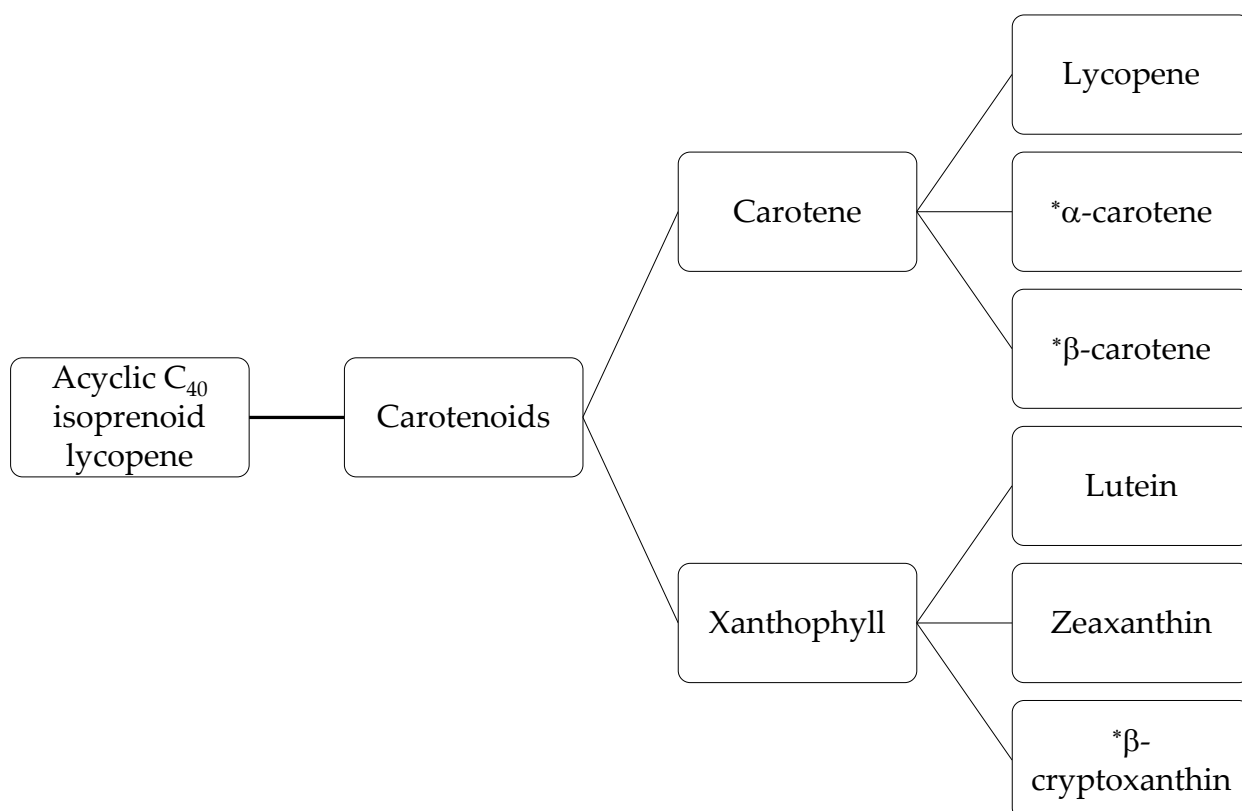 Acyclic C₄₀
isoprenoid
lycopene
Carotenoids
Carotene
Lycopene
*α-carotene
*β-carotene
Xanthophyll
Lutein
Zeaxanthin
*β-
cryptoxanthin